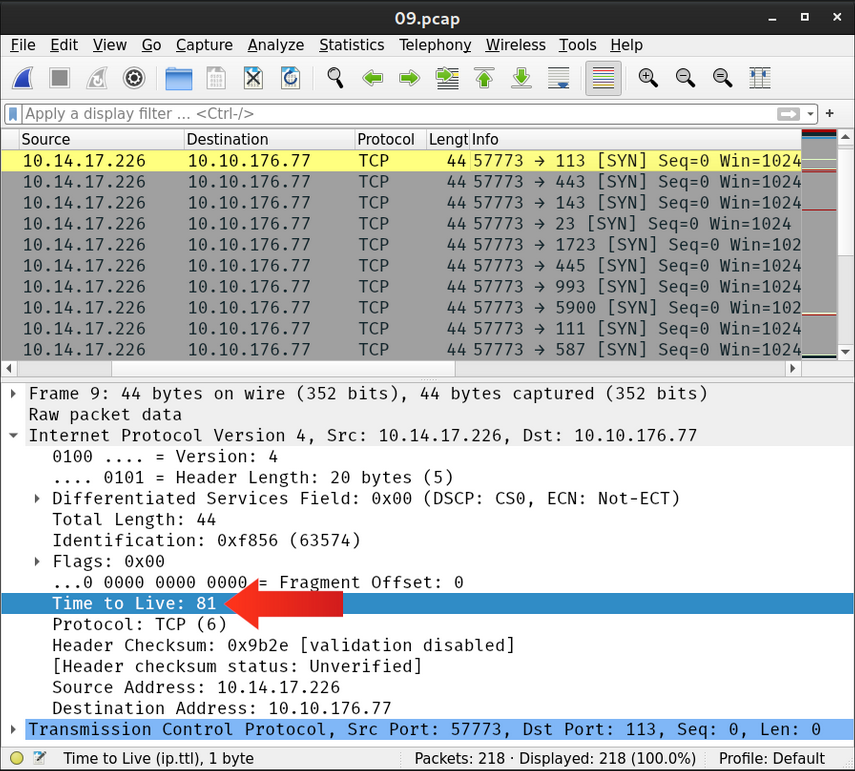 09.pcap
File Edit View Go Capture Analyze Statistics Telephony Wireless Tools Help
Apply a display filter … <Ctrl-/>
Source Destination Protocol Lengt Info
10.14.17.226 10.10.176.77 TCP 44 57773 → 113 [SYN] Seq=0 Win=1024
10.14.17.226 10.10.176.77 TCP 44 57773 → 443 [SYN] Seq=0 Win=1024
10.14.17.226 10.10.176.77 TCP 44 57773 → 143 [SYN] Seq=0 Win=1024
10.14.17.226 10.10.176.77 TCP 44 57773 → 23 [SYN] Seq=0 Win=1024
10.14.17.226 10.10.176.77 TCP 44 57773 → 1723 [SYN] Seq=0 Win=102
10.14.17.226 10.10.176.77 TCP 44 57773 → 445 [SYN] Seq=0 Win=1024
10.14.17.226 10.10.176.77 TCP 44 57773 → 993 [SYN] Seq=0 Win=1024
10.14.17.226 10.10.176.77 TCP 44 57773 → 5900 [SYN] Seq=0 Win=102
10.14.17.226 10.10.176.77 TCP 44 57773 → 111 [SYN] Seq=0 Win=1024
10.14.17.226 10.10.176.77 TCP 44 57773 → 587 [SYN] Seq=0 Win=1024
Frame 9: 44 bytes on wire (352 bits), 44 bytes captured (352 bits)
Raw packet data
Internet Protocol Version 4, Src: 10.14.17.226, Dst: 10.10.176.77
0100 .... = Version: 4
.... 0101 = Header Length: 20 bytes (5)
Differentiated Services Field: 0x00 (DSCP: CS0, ECN: Not-ECT)
Total Length: 44
Identification: 0xf856 (63574)
Flags: 0x00
...0 0000 0000 0000 = Fragment Offset: 0
Time to Live: 81
Protocol: TCP (6)
Header Checksum: 0x9b2e [validation disabled]
[Header checksum status: Unverified]
Source Address: 10.14.17.226
Destination Address: 10.10.176.77
Transmission Control Protocol, Src Port: 57773, Dst Port: 113, Seq: 0, Len: 0
Time to Live (ip.ttl), 1 byte Packets: 218 · Displayed: 218 (100.0%) Profile: Default